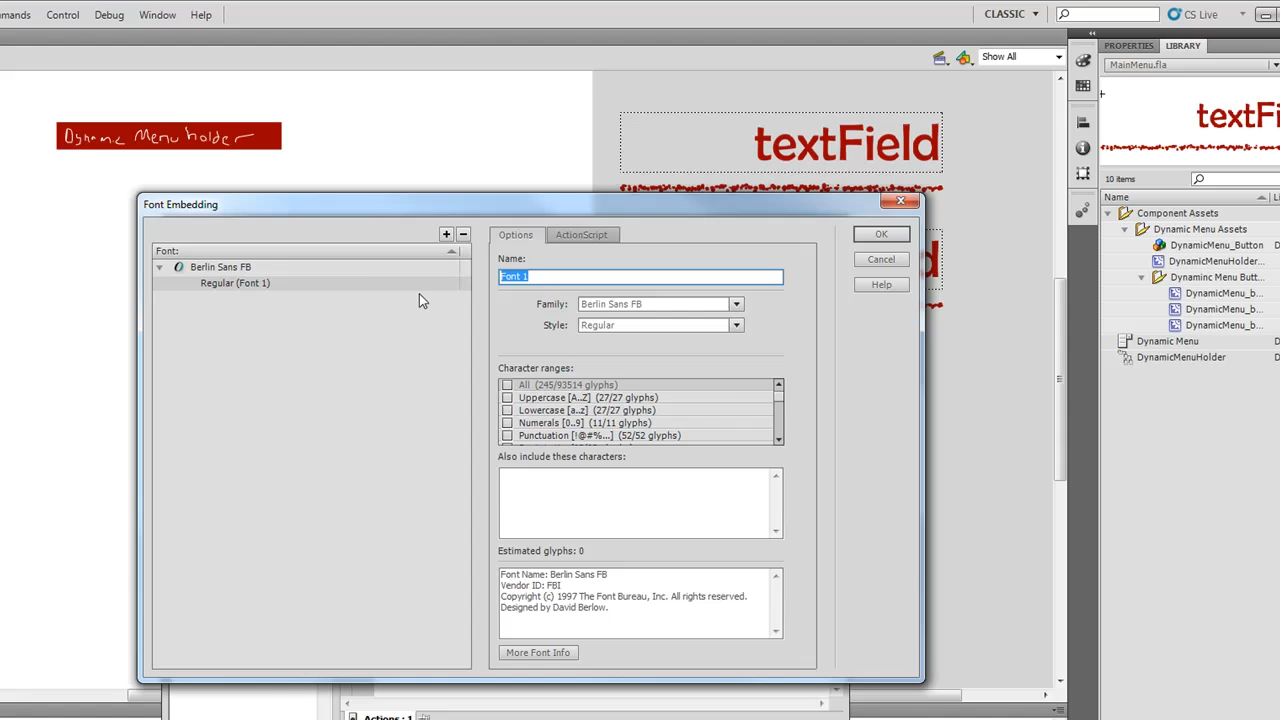 mmands Control Debug Window Help CLASSIC CS Live
PROPERTIES LIBRARY
Show All
MainMenu.fla
Dynamic Menu holder
textField
textFi
10 items
Name
Component Assets
Dynamic Menu Assets
DynamicMenu_Button
DynamicMenuHolder...
Dynaminc Menu Butt...
DynamicMenu_b...
DynamicMenu_b...
DynamicMenu_b...
Dynamic Menu
DynamicMenuHolder
Font Embedding
Font:
Berlin Sans FB
Regular (Font 1)
Options ActionScript
Name:
Font 1
Family: Berlin Sans FB
Style: Regular
Character ranges:
All (245/93514 glyphs)
Uppercase [A..Z] (27/27 glyphs)
Lowercase [a..z] (27/27 glyphs)
Numerals [0..9] (11/11 glyphs)
Punctuation [!@#%...] (52/52 glyphs)
Also include these characters:
Estimated glyphs: 0
Font Name: Berlin Sans FB
Vendor ID: FBI
Copyright (c) 1997 The Font Bureau, Inc. All rights reserved.
Designed by David Berlow.
More Font Info
OK
Cancel
Help
Actions : 1